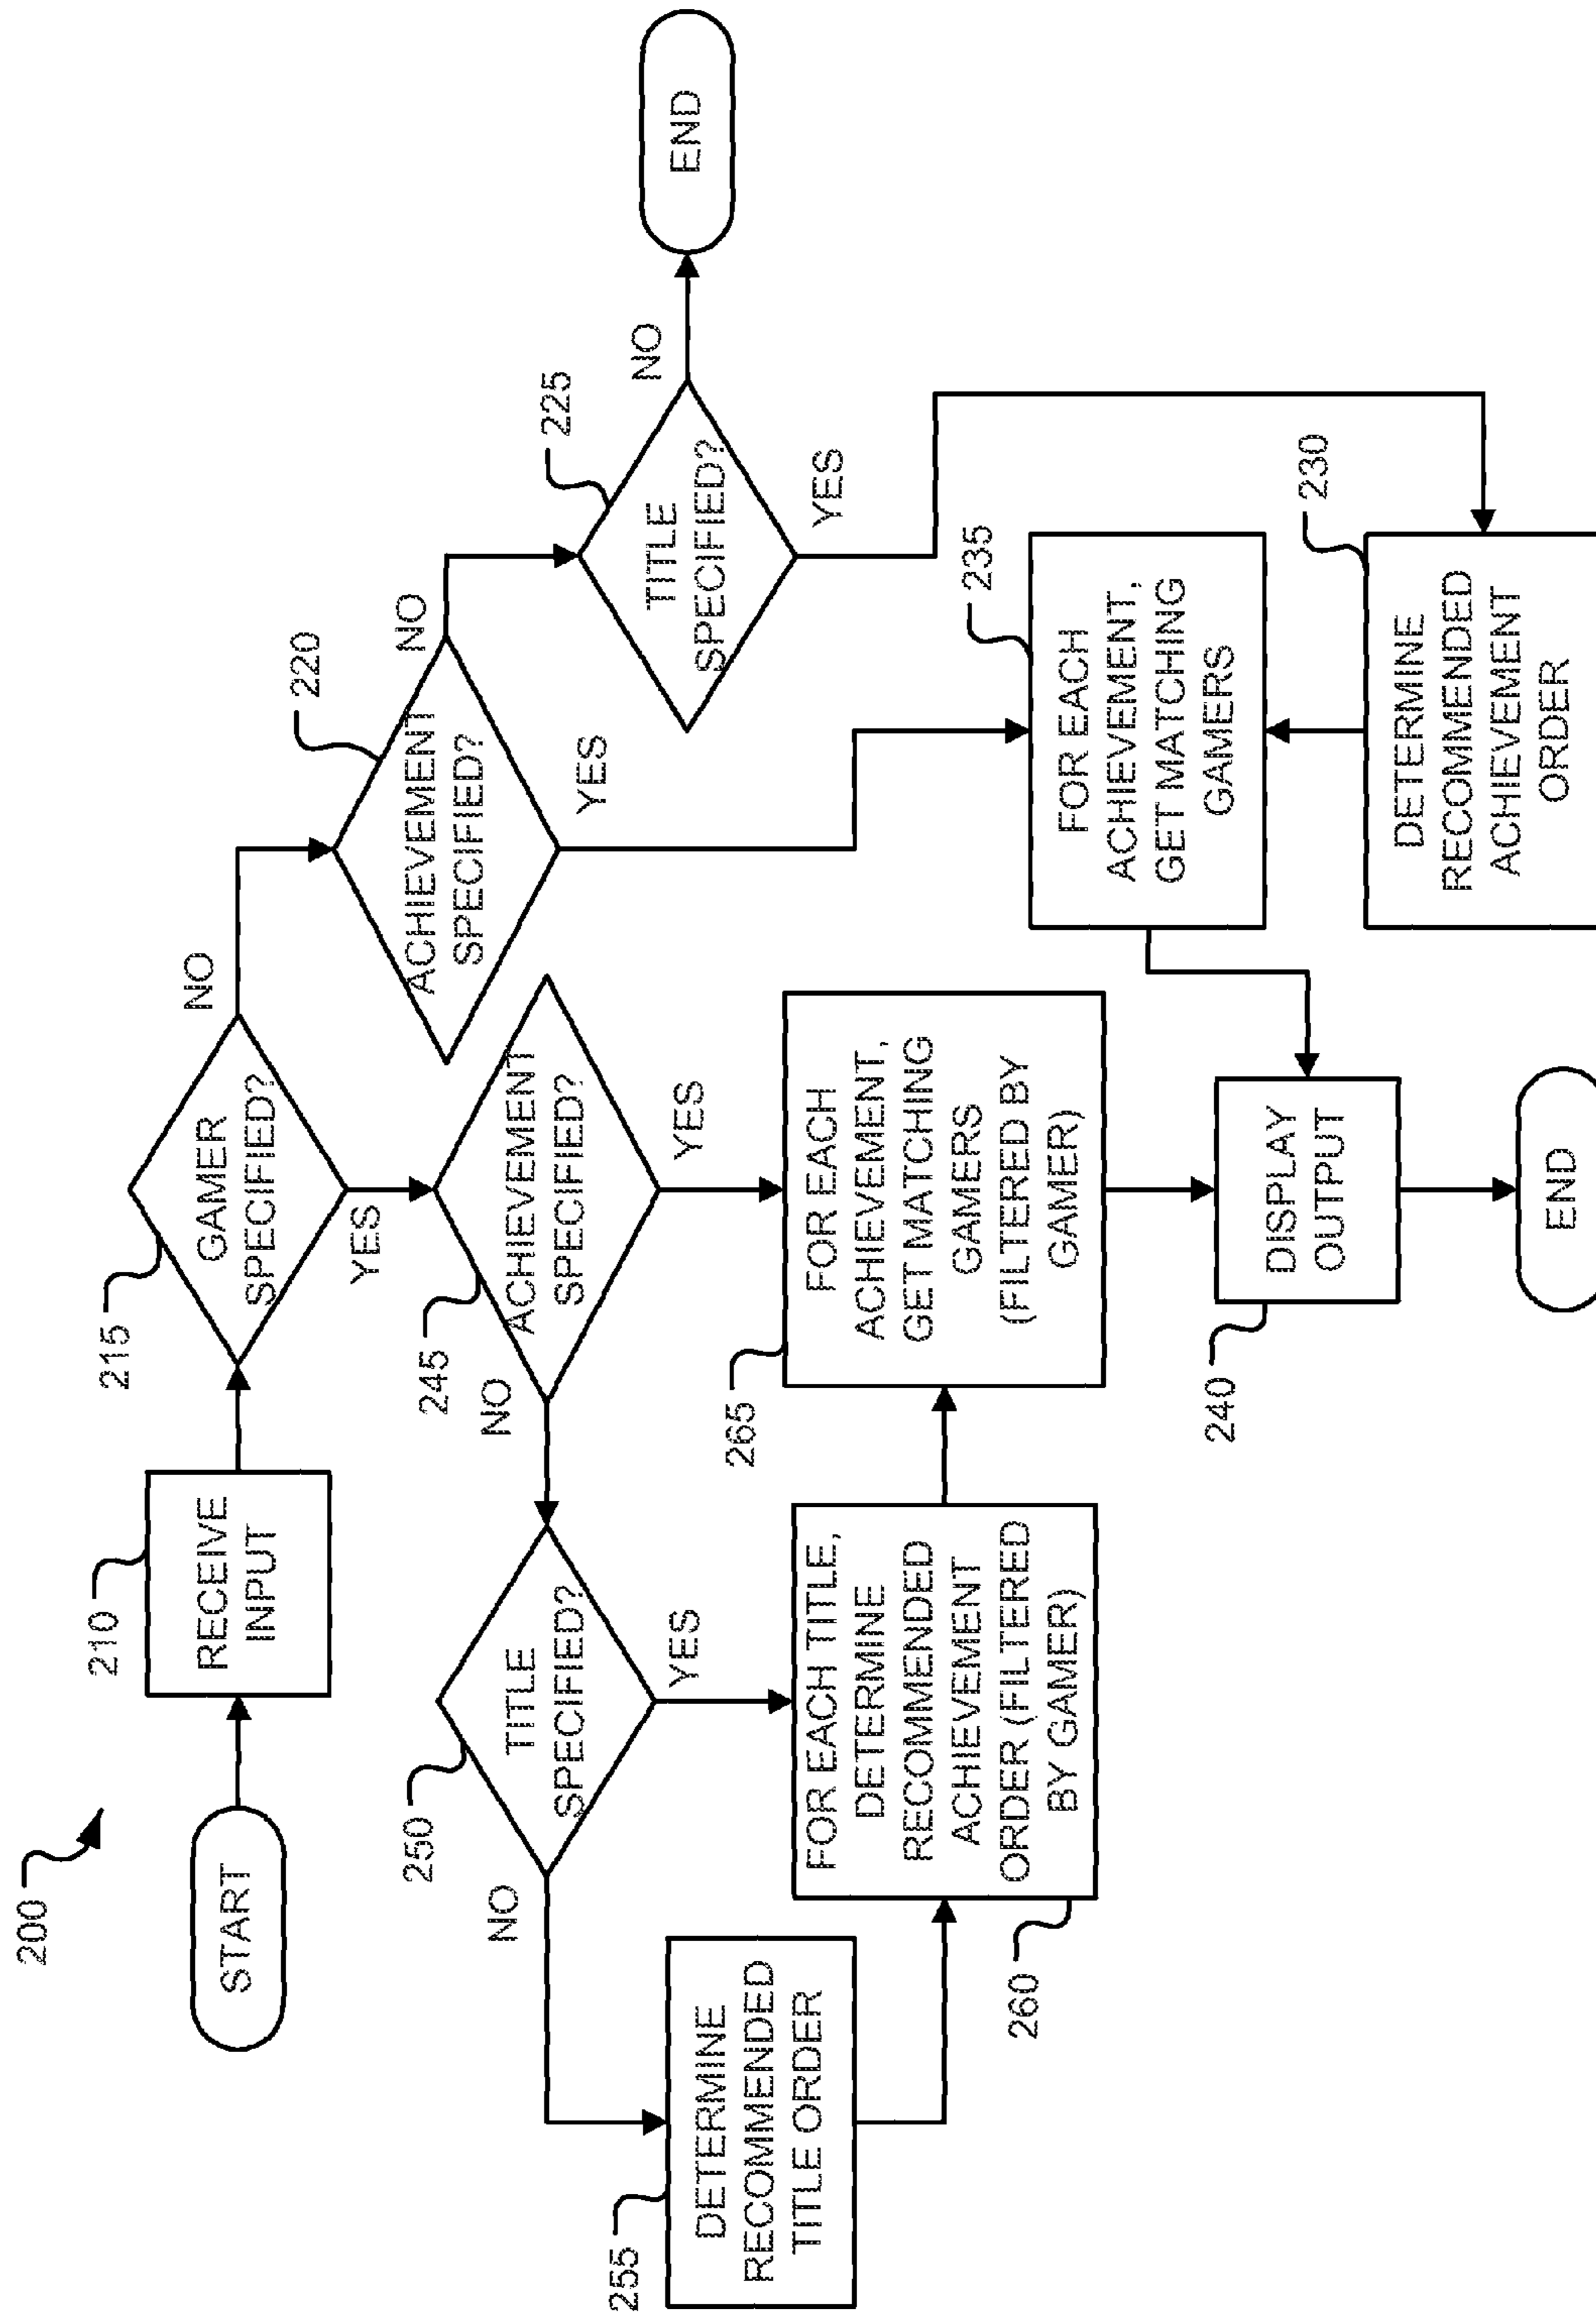 200
START
210
RECEIVE
INPUT
215
GAMER
SPECIFIED?
NO
YES
220
ACHIEVEMENT
SPECIFIED?
NO
YES
225
TITLE
SPECIFIED?
NO
YES
END
245
ACHIEVEMENT
SPECIFIED?
NO
YES
250
TITLE
SPECIFIED?
NO
YES
255
DETERMINE
RECOMMENDED
TITLE ORDER
260
FOR EACH TITLE,
DETERMINE
RECOMMENDED
ACHIEVEMENT
ORDER (FILTERED
BY GAMER)
265
FOR EACH
ACHIEVEMENT,
GET MATCHING
GAMERS
(FILTERED BY
GAMER)
235
FOR EACH
ACHIEVEMENT,
GET MATCHING
GAMERS
230
DETERMINE
RECOMMENDED
ACHIEVEMENT
ORDER
240
DISPLAY
OUTPUT
END